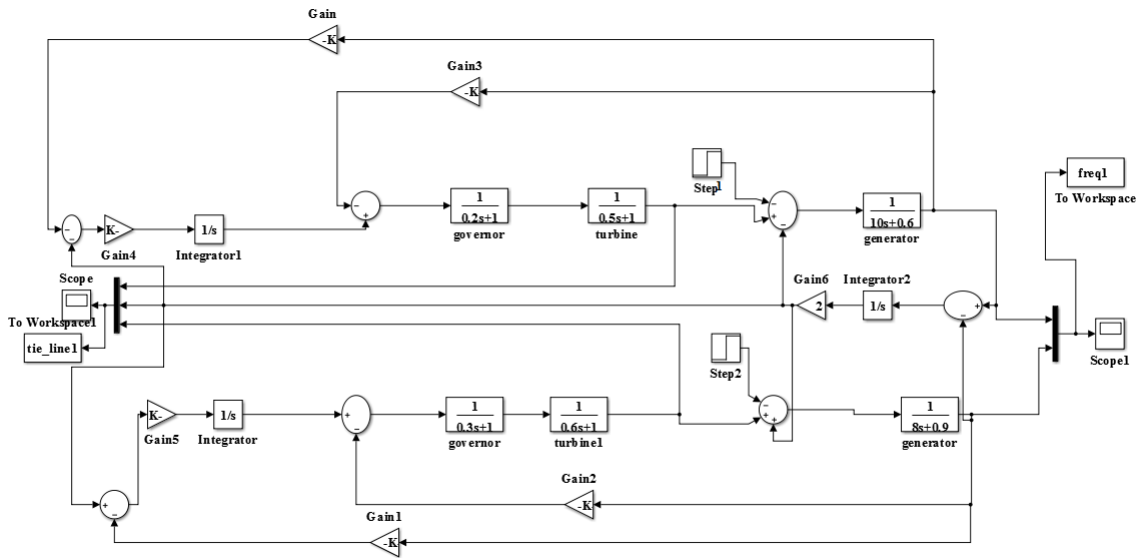 Gain
-K
Gain3
-K
Step1
freq1
To Workspace
1
0.2s+1
governor
1
0.5s+1
turbine
1
10s+0.6
generator
K-
Gain4
1/s
Integrator1
Scope
Gain6
2
Integrator2
1/s
To Workspace1
tie_line1
Step2
Scope1
K-
Gain5
1/s
Integrator
1
0.3s+1
governor
1
0.6s+1
turbine1
1
8s+0.9
generator
Gain2
-K
Gain1
-K